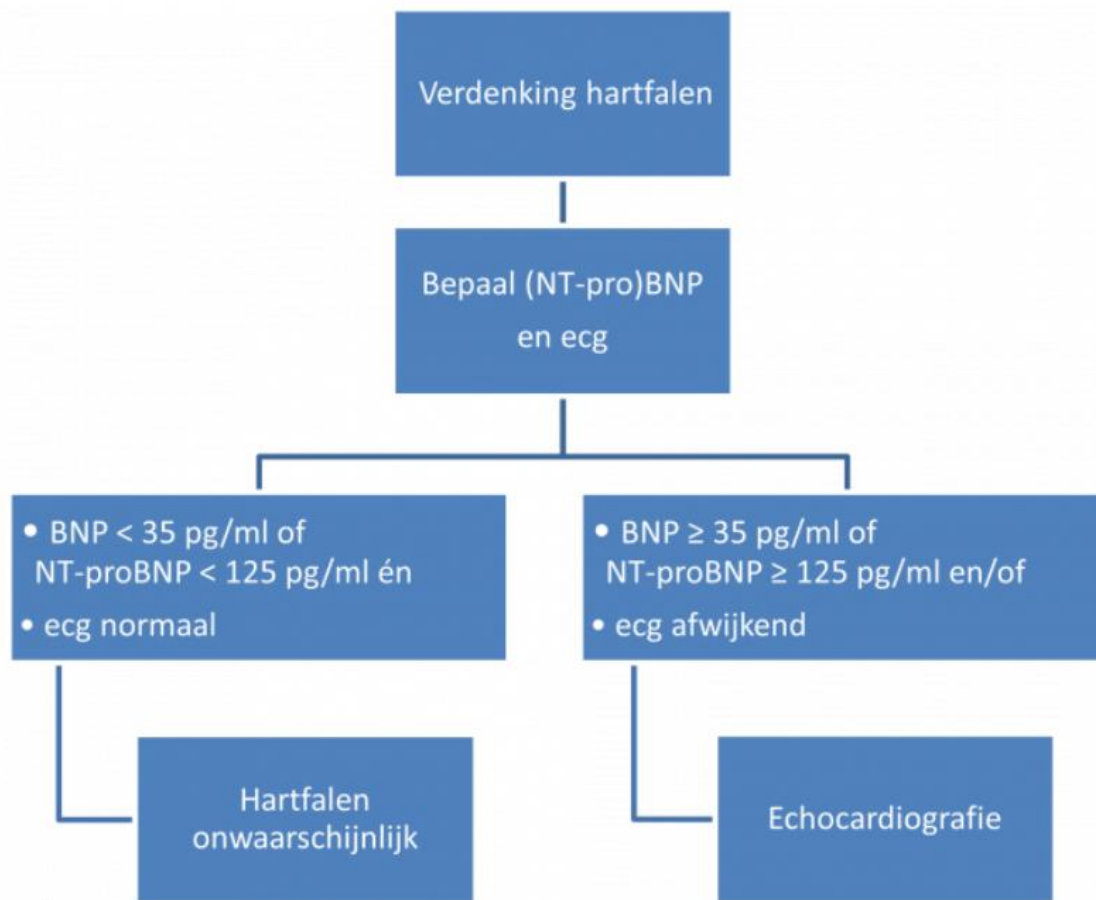 Verdenking hartfalen
Bepaal (NT-pro)BNP
en ecg
• BNP < 35 pg/ml of
NT-proBNP < 125 pg/ml én
• ecg normaal
• BNP ≥ 35 pg/ml of
NT-proBNP ≥ 125 pg/ml en/of
• ecg afwijkend
Hartfalen
onwaarschijnlijk
Echocardiografie